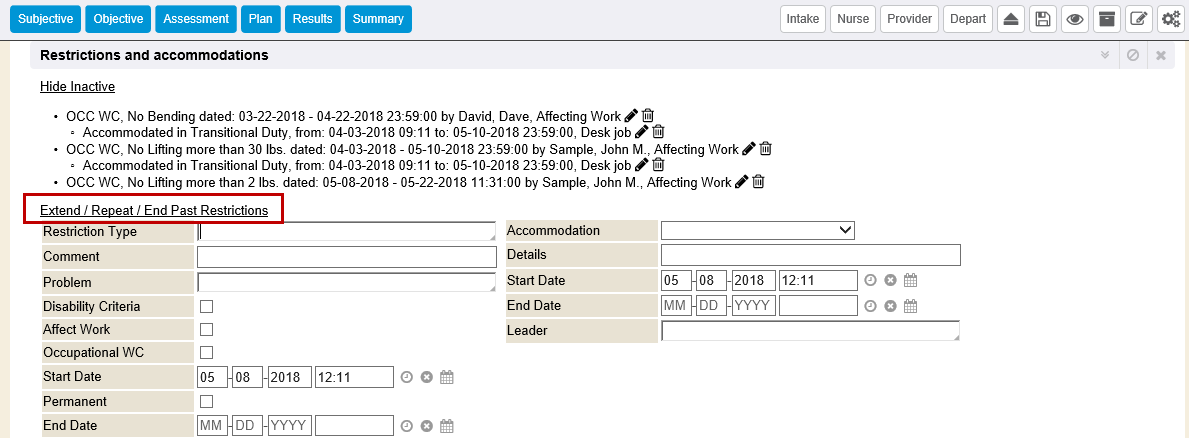 Subjective Objective Assessment Plan Results Summary Intake Nurse Provider Depart
Restrictions and accommodations
Hide Inactive
• OCC WC, No Bending dated: 03-22-2018 - 04-22-2018 23:59:00 by David, Dave, Affecting Work
▫ Accommodated in Transitional Duty, from: 04-03-2018 09:11 to: 05-10-2018 23:59:00, Desk job
• OCC WC, No Lifting more than 30 lbs. dated: 04-03-2018 - 05-10-2018 23:59:00 by Sample, John M., Affecting Work
▫ Accommodated in Transitional Duty, from: 04-03-2018 09:11 to: 05-10-2018 23:59:00, Desk job
• OCC WC, No Lifting more than 2 lbs. dated: 05-08-2018 - 05-22-2018 11:31:00 by Sample, John M., Affecting Work
Extend / Repeat / End Past Restrictions
Restriction Type
Comment
Problem
Disability Criteria
Affect Work
Occupational WC
Start Date 05-08-2018 12:11
Permanent
End Date MM-DD-YYYY
Accommodation
Details
Start Date 05-08-2018 12:11
End Date MM-DD-YYYY
Leader